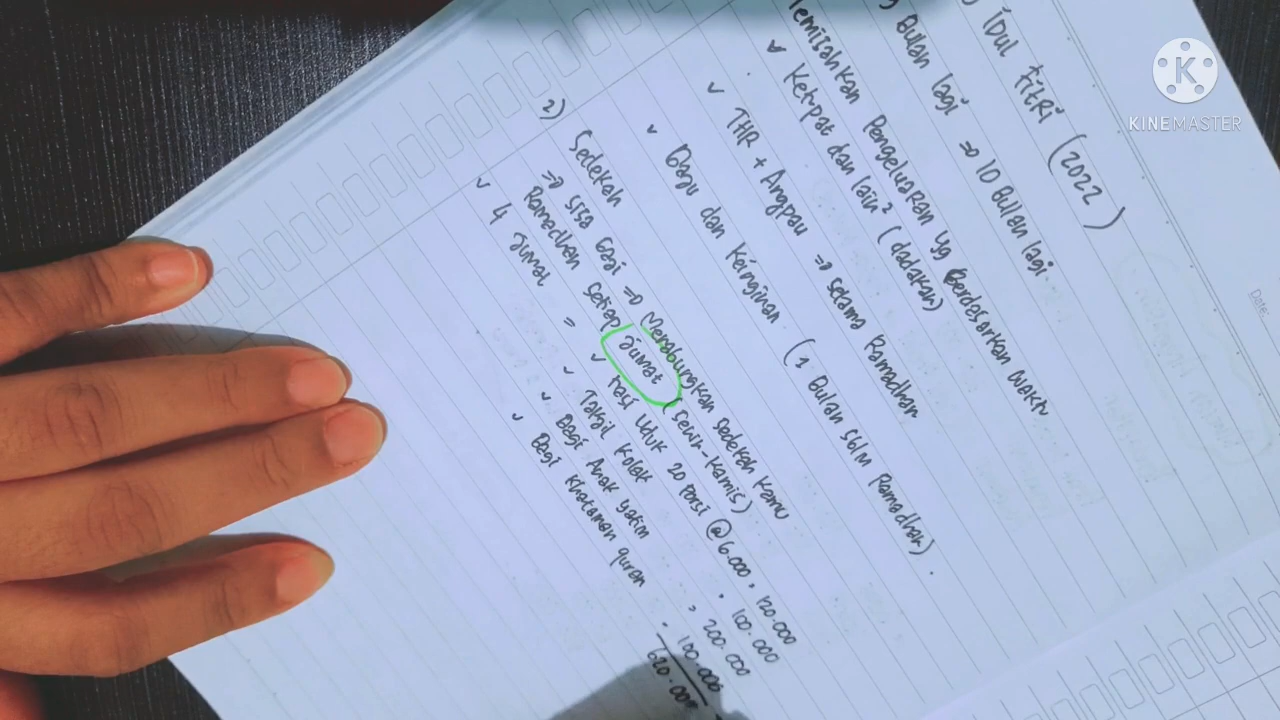 Idul Fitri (2022)
Bulan lagi => 10 Bulan lagi.
Pengeluaran yg Berdasarkan waktu
Ketupat dan lain² (dadakan)
THR + Angpau => selama Ramadhan
Baju dan Keinginan (1 Bulan sblm Ramadhan).
2) Sedekah
=> Sisa Gaji => Menabungkan sedekah kamu
Ramadhan setiap Jumat (senin-kamis)
4 Jumat = Nasi Uduk 20 Porsi @6.000 = 120.000
Takjil Kolak = 100.000
Bagi Anak yatim = 200.000
Bagi Khataman Quran = 100.000
620.000
Date:
K
KINEMASTER